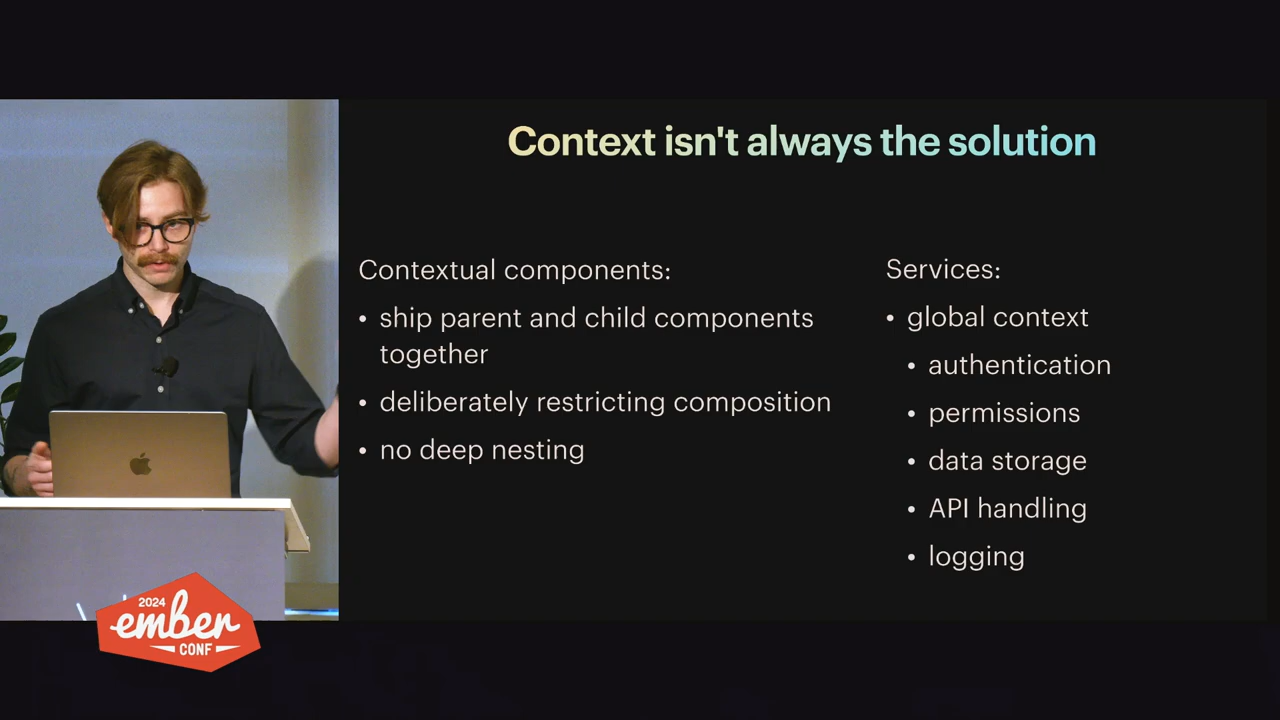 Context isn't always the solution
Contextual components:
• ship parent and child components
together
• deliberately restricting composition
• no deep nesting
Services:
• global context
• authentication
• permissions
• data storage
• API handling
• logging
2024
ember
CONF